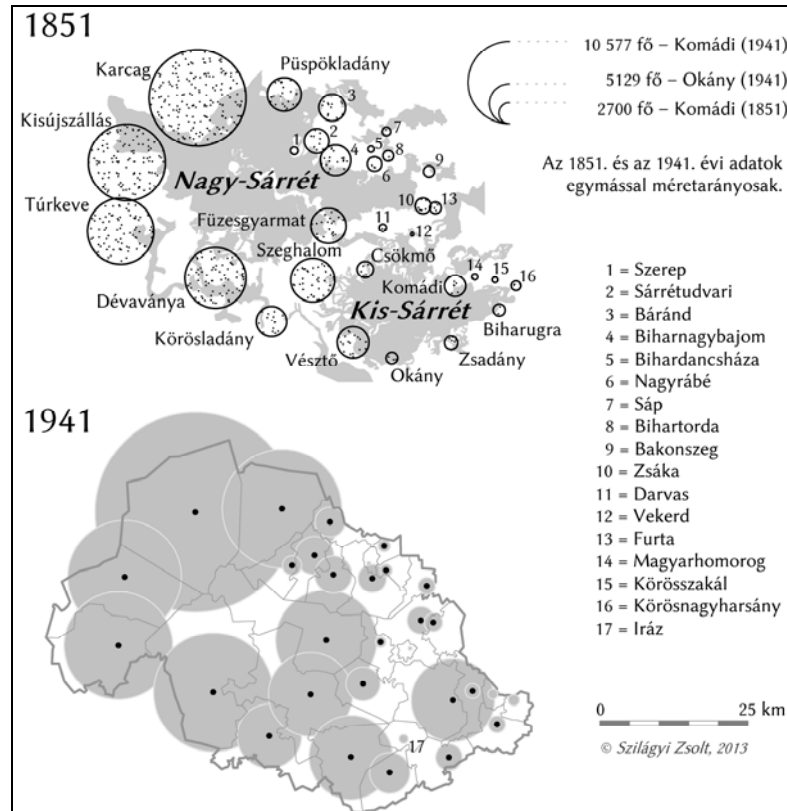 1851
Karcag
Püspökladány
Kisújszállás
3
2
1
4
7
5
8
6
9
Nagy-Sárrét
10
13
Túrkeve
Füzesgyarmat
11
12
Szeghalom
Csökmő
14
15
16
Komádi
Dévaványa
Kis-Sárrét
Biharugra
Körösladány
Vésztő
Okány
Zsadány
10 577 fő – Komádi (1941)
5129 fő – Okány (1941)
2700 fő – Komádi (1851)
Az 1851. és az 1941. évi adatok
egymással méretarányosak.
1 = Szerep
2 = Sárrétudvari
3 = Báránd
4 = Biharnagybajom
5 = Bihardancsháza
6 = Nagyrábé
7 = Sáp
8 = Bihartorda
9 = Bakonszeg
10 = Zsáka
11 = Darvas
12 = Vekerd
13 = Furta
14 = Magyarhomorog
15 = Körösszakál
16 = Körösnagyharsány
17 = Iráz
1941
17
0 25 km
© Szilágyi Zsolt, 2013